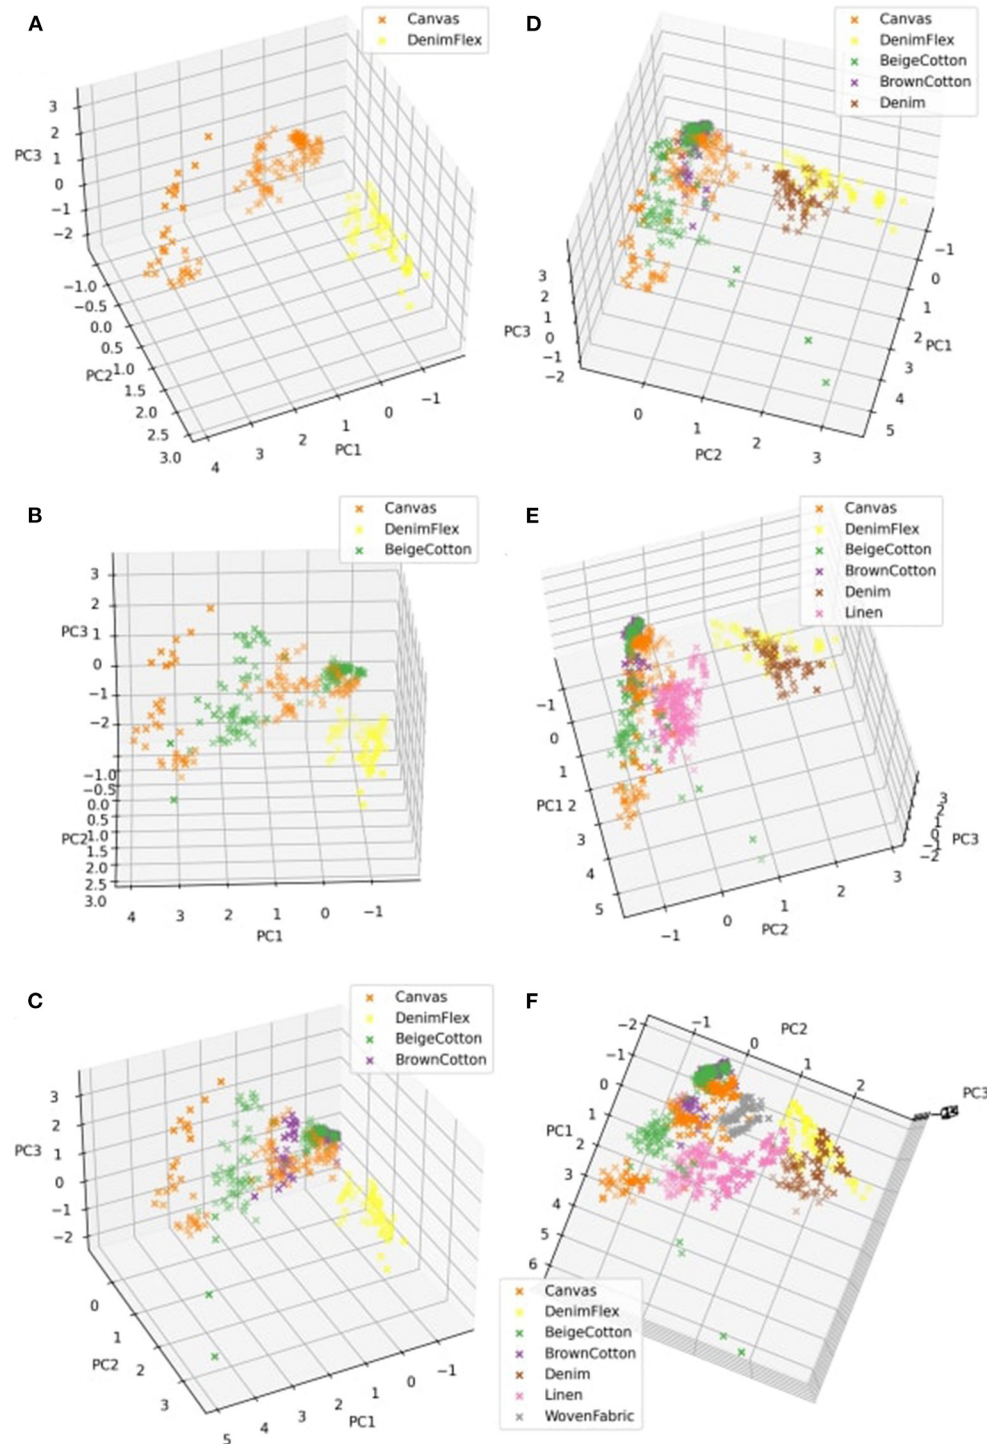 A
Canvas
DenimFlex
3
2
PC3 1
0
−1
−2
−1.0
−0.5
0.0
0.5
PC2 1.0
1.5
2.0
2.5
3.0
4 3 2 1 0 −1
PC1
D
Canvas
DenimFlex
BeigeCotton
BrownCotton
Denim
3
2
1
PC3 0
−1
−2
−1
0
1
2 PC1
3
4
5
0 1 2 3
PC2
B
Canvas
DenimFlex
BeigeCotton
3
2
PC3 1
0
−1
−2
−1.0
−0.5
0.0
0.5
PC2 1.0
1.5
2.0
2.5
3.0
4 3 2 1 0 −1
PC1
E
Canvas
DenimFlex
BeigeCotton
BrownCotton
Denim
Linen
−1
0
1
PC1 2
3
4
5
3
2
1
0 PC3
−1
−2
−1 0 1 2 3
PC2
C
Canvas
DenimFlex
BeigeCotton
BrownCotton
3
2
PC3 1
0
−1
−2
0
1
PC2 2
3
5 4 3 2 1 0 −1
PC1
F
−2 −1 0 1 2
PC2
PC3
−1
0
1
PC1 2
3
4
5
6
Canvas
DenimFlex
BeigeCotton
BrownCotton
Denim
Linen
WovenFabric